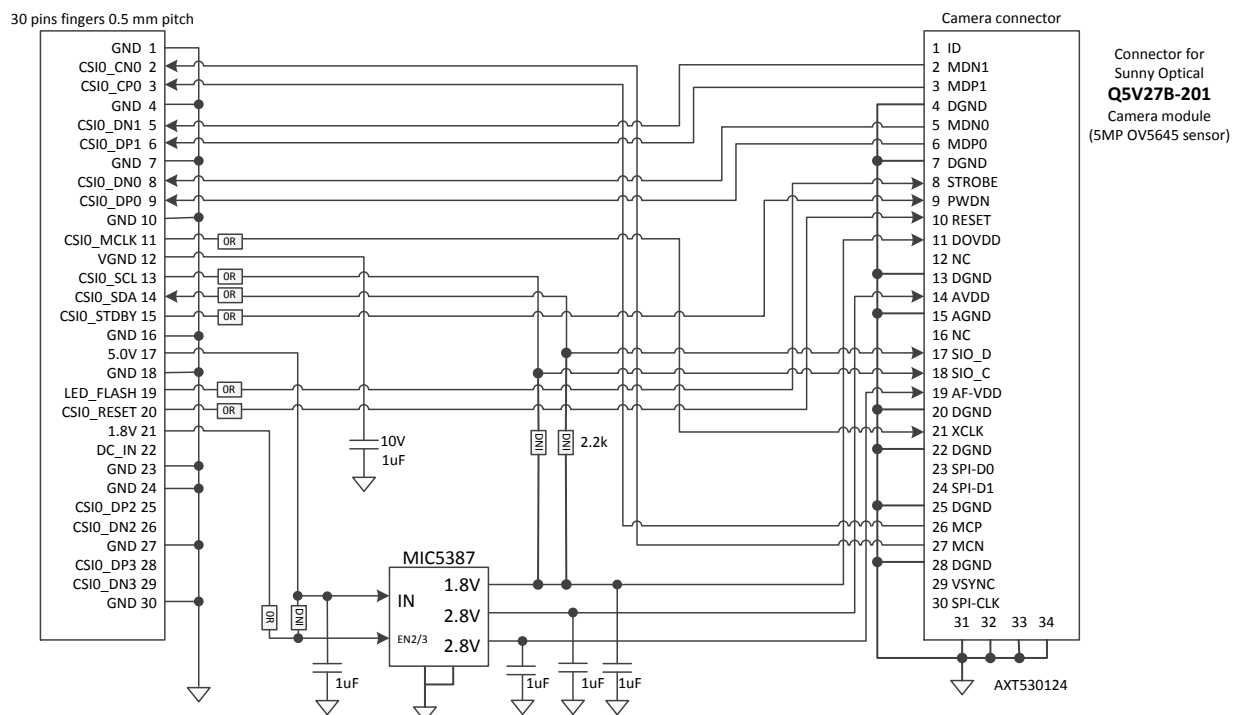 30 pins fingers 0.5 mm pitch
GND 1
CSI0_CN0 2
CSI0_CP0 3
GND 4
CSI0_DN1 5
CSI0_DP1 6
GND 7
CSI0_DN0 8
CSI0_DP0 9
GND 10
CSI0_MCLK 11
VGND 12
CSI0_SCL 13
CSI0_SDA 14
CSI0_STDBY 15
GND 16
5.0V 17
GND 18
LED_FLASH 19
CSI0_RESET 20
1.8V 21
DC_IN 22
GND 23
GND 24
CSI0_DP2 25
CSI0_DN2 26
GND 27
CSI0_DP3 28
CSI0_DN3 29
GND 30
0R
0R
0R
0R
0R
0R
10V
1uF
DNI
DNI
2.2k
0R
DNI
1uF
MIC5387
IN
EN2/3
1.8V
2.8V
2.8V
1uF
1uF
1uF
Camera connector
1 ID
2 MDN1
3 MDP1
4 DGND
5 MDN0
6 MDP0
7 DGND
8 STROBE
9 PWDN
10 RESET
11 DOVDD
12 NC
13 DGND
14 AVDD
15 AGND
16 NC
17 SIO_D
18 SIO_C
19 AF-VDD
20 DGND
21 XCLK
22 DGND
23 SPI-D0
24 SPI-D1
25 DGND
26 MCP
27 MCN
28 DGND
29 VSYNC
30 SPI-CLK
31 32 33 34
AXT530124
Connector for
Sunny Optical
Q5V27B-201
Camera module
(5MP OV5645 sensor)